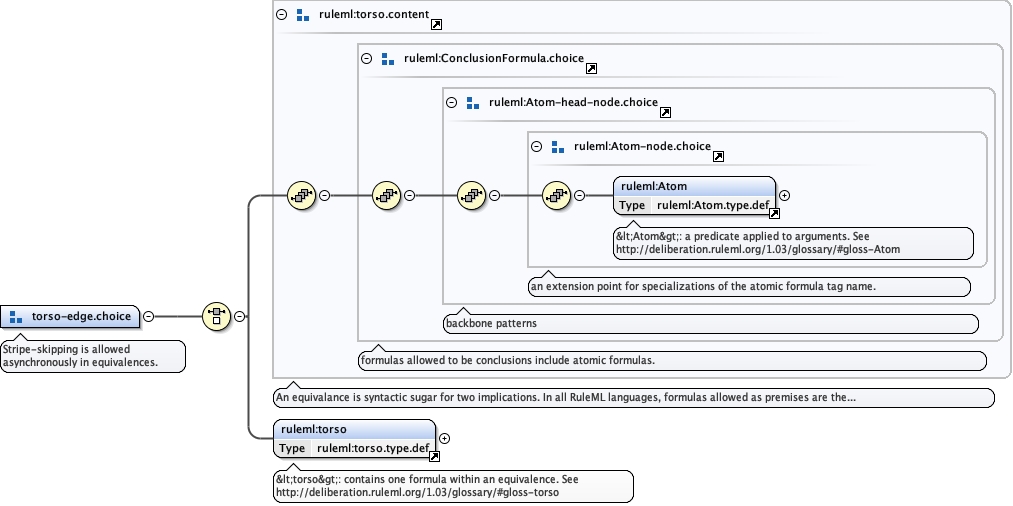 ruleml:torso.content
ruleml:ConclusionFormula.choice
ruleml:Atom-head-node.choice
ruleml:Atom-node.choice
ruleml:Atom
Type ruleml:Atom.type.def
&lt;Atom&gt;: a predicate applied to arguments. See
http://deliberation.ruleml.org/1.03/glossary/#gloss-Atom
an extension point for specializations of the atomic formula tag name.
torso-edge.choice
backbone patterns
Stripe-skipping is allowed
asynchronously in equivalences.
formulas allowed to be conclusions include atomic formulas.
An equivalance is syntactic sugar for two implications. In all RuleML languages, formulas allowed as premises are the...
ruleml:torso
Type ruleml:torso.type.def
&lt;torso&gt;: contains one formula within an equivalence. See
http://deliberation.ruleml.org/1.03/glossary/#gloss-torso